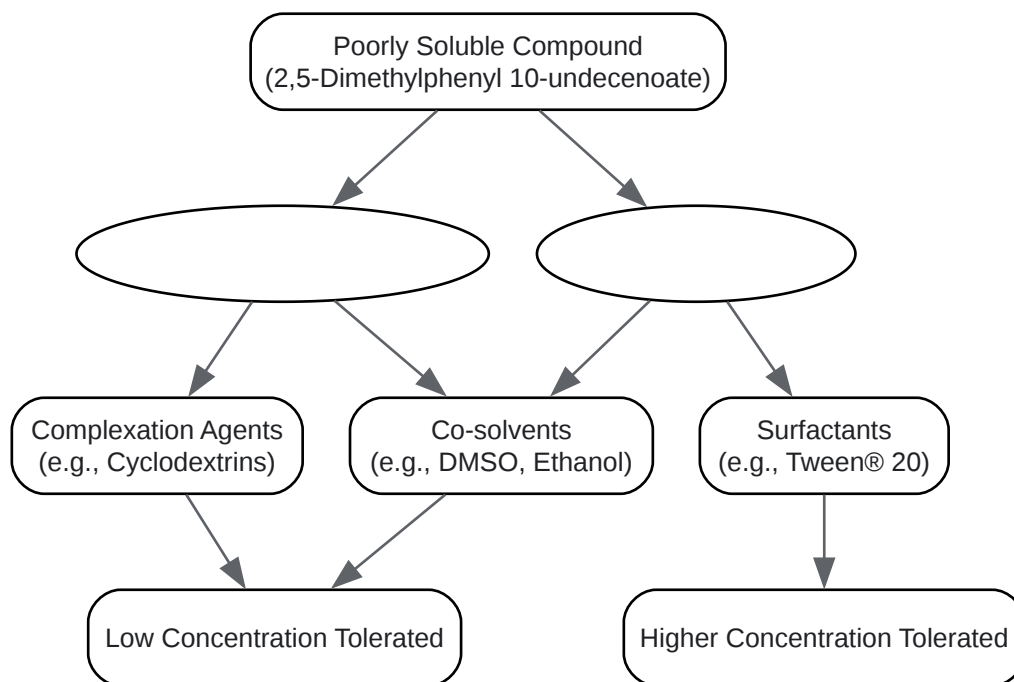 Poorly Soluble Compound
(2,5-Dimethylphenyl 10-undecenoate)
Complexation Agents
(e.g., Cyclodextrins)
Co-solvents
(e.g., DMSO, Ethanol)
Surfactants
(e.g., Tween® 20)
Low Concentration Tolerated
Higher Concentration Tolerated